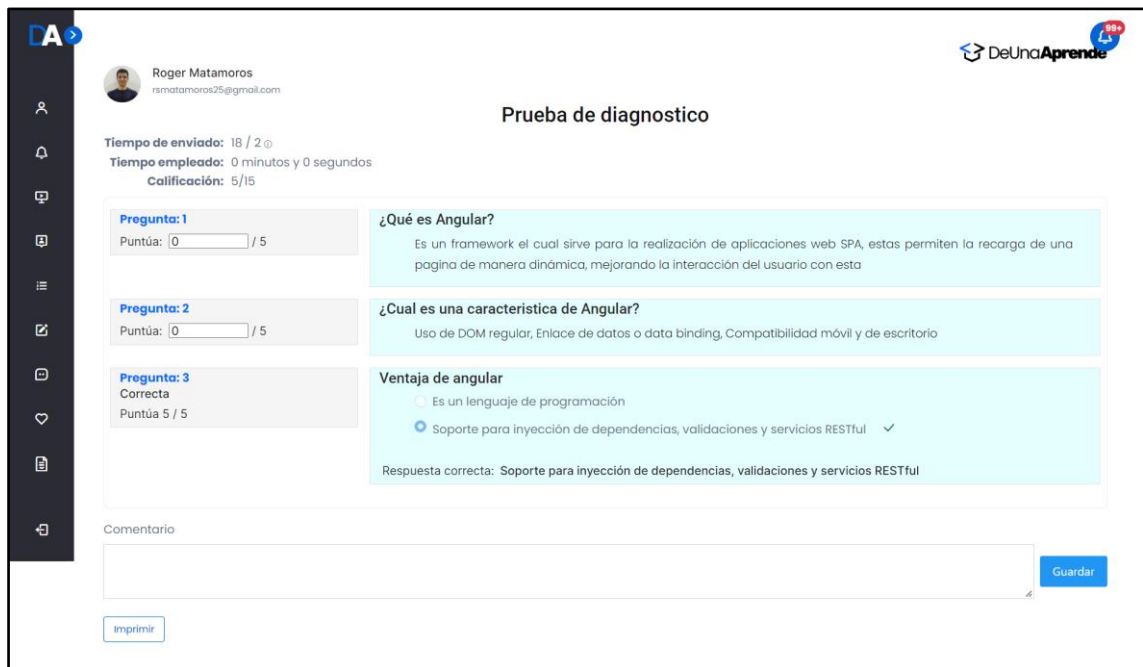 DA
99+
DeUnaAprende
Roger Matamoros
rsmatamoros25@gmail.com
Prueba de diagnostico
Tiempo de enviado: 18 / 2
Tiempo empleado: 0 minutos y 0 segundos
Calificación: 5/15
Pregunta: 1
Puntúa: 0 / 5
¿Qué es Angular?
Es un framework el cual sirve para la realización de aplicaciones web SPA, estas permiten la recarga de una
pagina de manera dinámica, mejorando la interacción del usuario con esta
Pregunta: 2
Puntúa: 0 / 5
¿Cual es una caracteristica de Angular?
Uso de DOM regular, Enlace de datos o data binding, Compatibilidad móvil y de escritorio
Pregunta: 3
Correcta
Puntúa 5 / 5
Ventaja de angular
Es un lenguaje de programación
Soporte para inyección de dependencias, validaciones y servicios RESTful
Respuesta correcta: Soporte para inyección de dependencias, validaciones y servicios RESTful
Comentario
Guardar
Imprimir